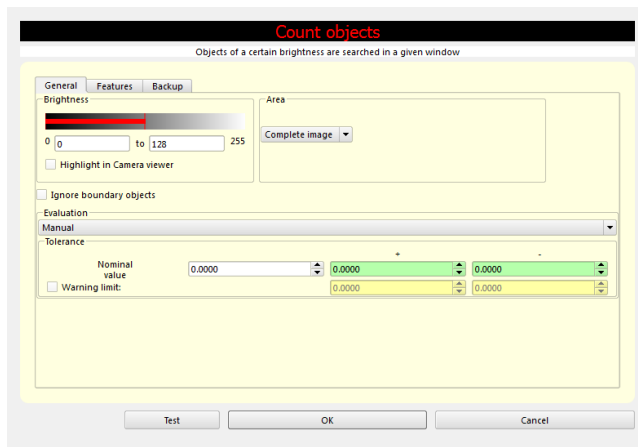 Count objects
Objects of a certain brightness are searched in a given window
General Features Backup
Brightness Area
Complete image
0 0 to 128 255
Highlight in Camera viewer
Ignore boundary objects
Evaluation
Manual
Tolerance
+ -
Nominal value 0.0000 0.0000 0.0000
Warning limit: 0.0000 0.0000
Test OK Cancel